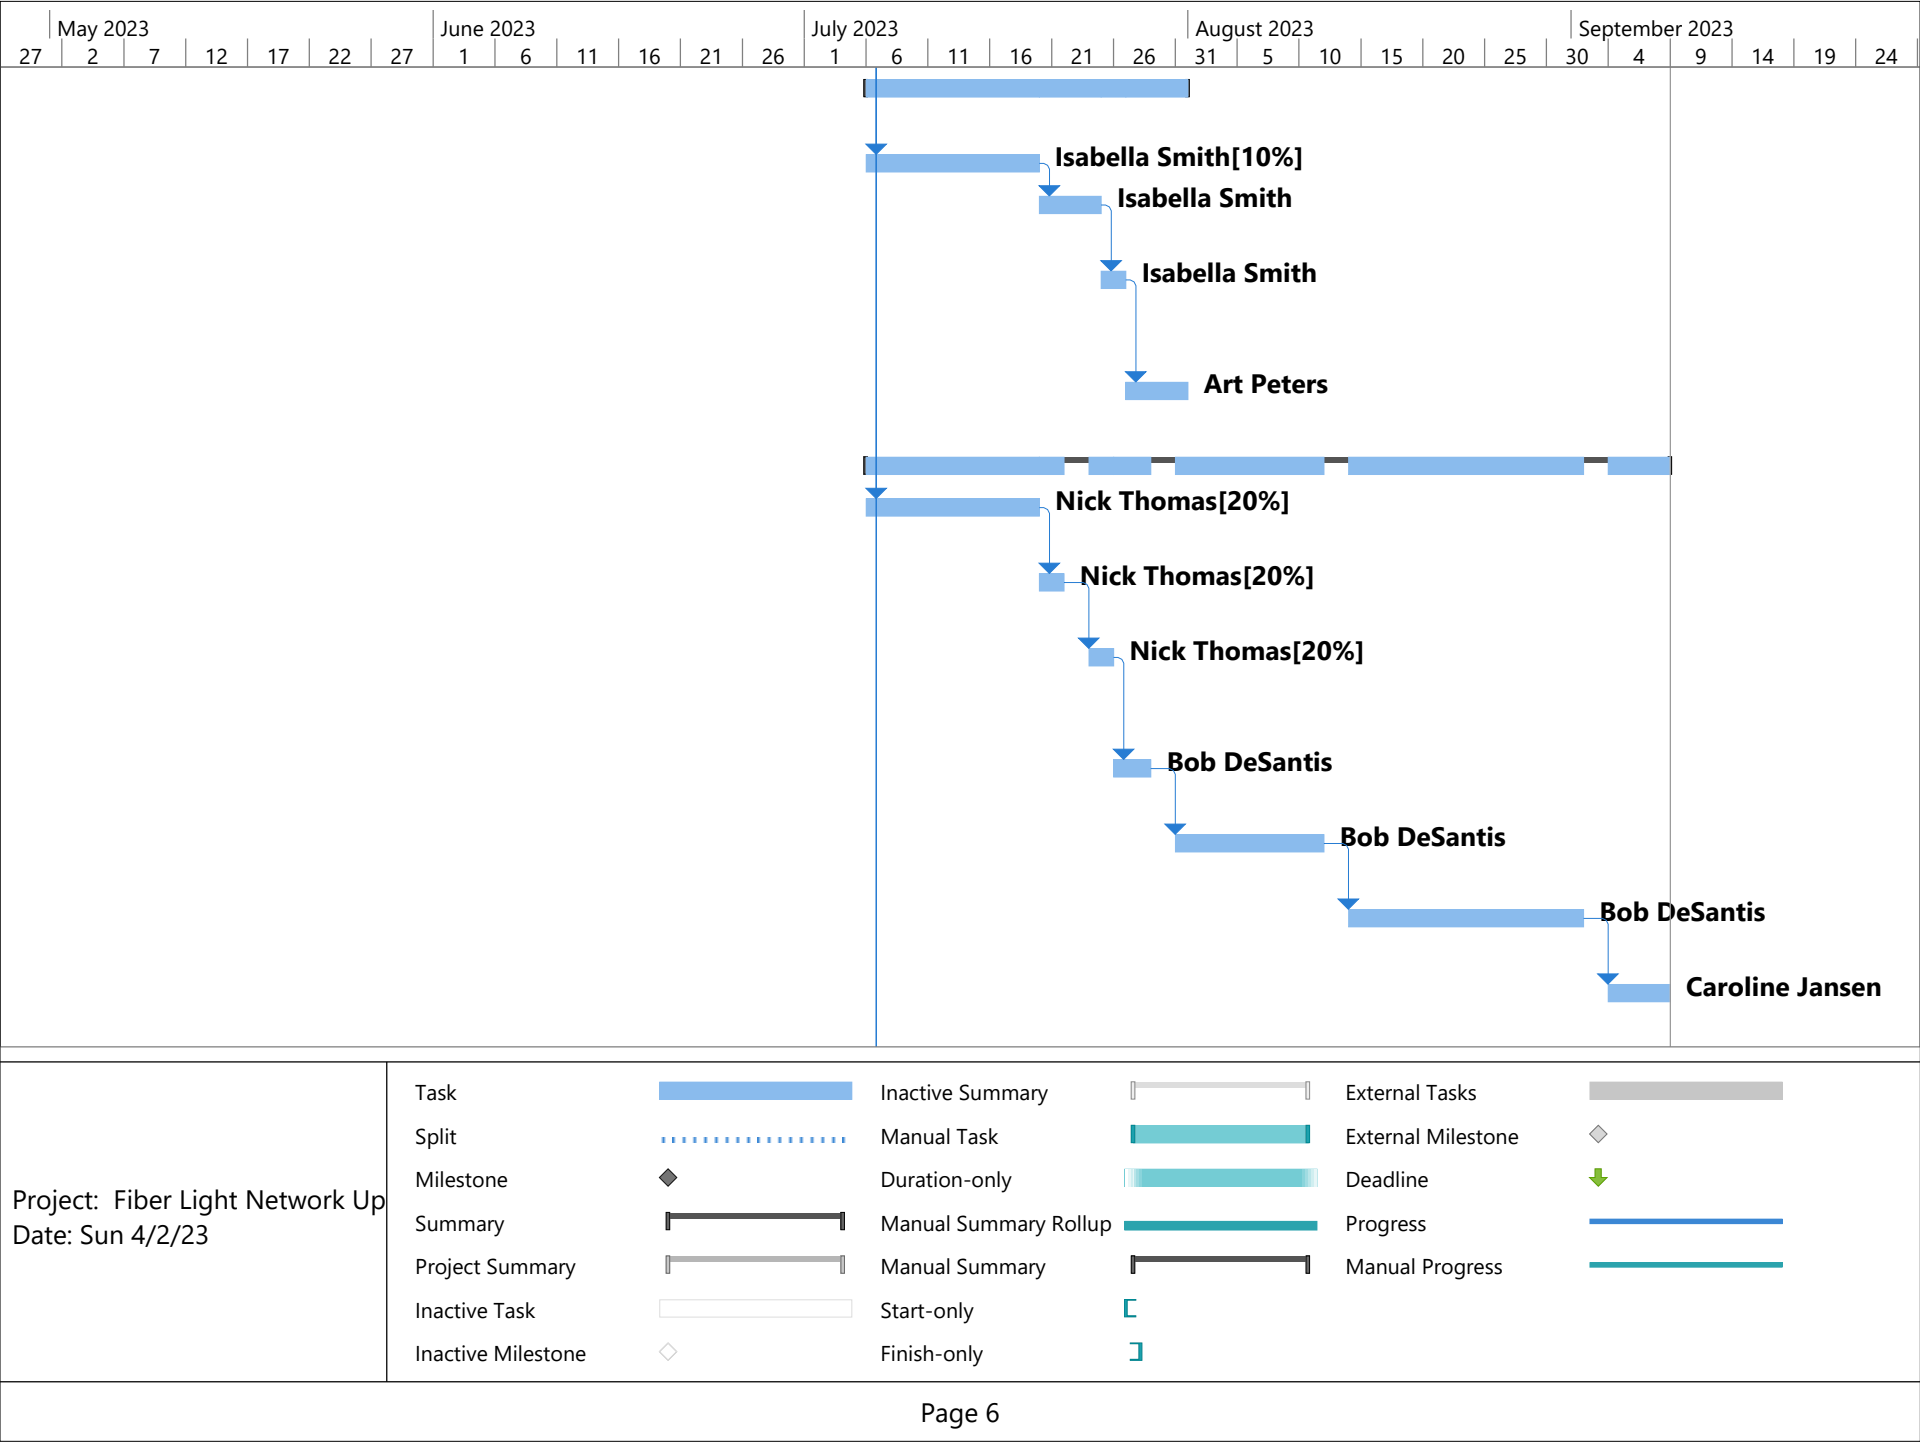 May 2023 June 2023 July 2023 August 2023 September 2023
27 2 7 12 17 22 27 1 6 11 16 21 26 1 6 11 16 21 26 31 5 10 15 20 25 30 4 9 14 19 24
Isabella Smith[10%]
Isabella Smith
Isabella Smith
Art Peters
Nick Thomas[20%]
Nick Thomas[20%]
Nick Thomas[20%]
Bob DeSantis
Bob DeSantis
Bob DeSantis
Caroline Jansen
Project: Fiber Light Network Up
Date: Sun 4/2/23
Task
Split
Milestone
Summary
Project Summary
Inactive Task
Inactive Milestone
Inactive Summary
Manual Task
Duration-only
Manual Summary Rollup
Manual Summary
Start-only
Finish-only
External Tasks
External Milestone
Deadline
Progress
Manual Progress
Page 6